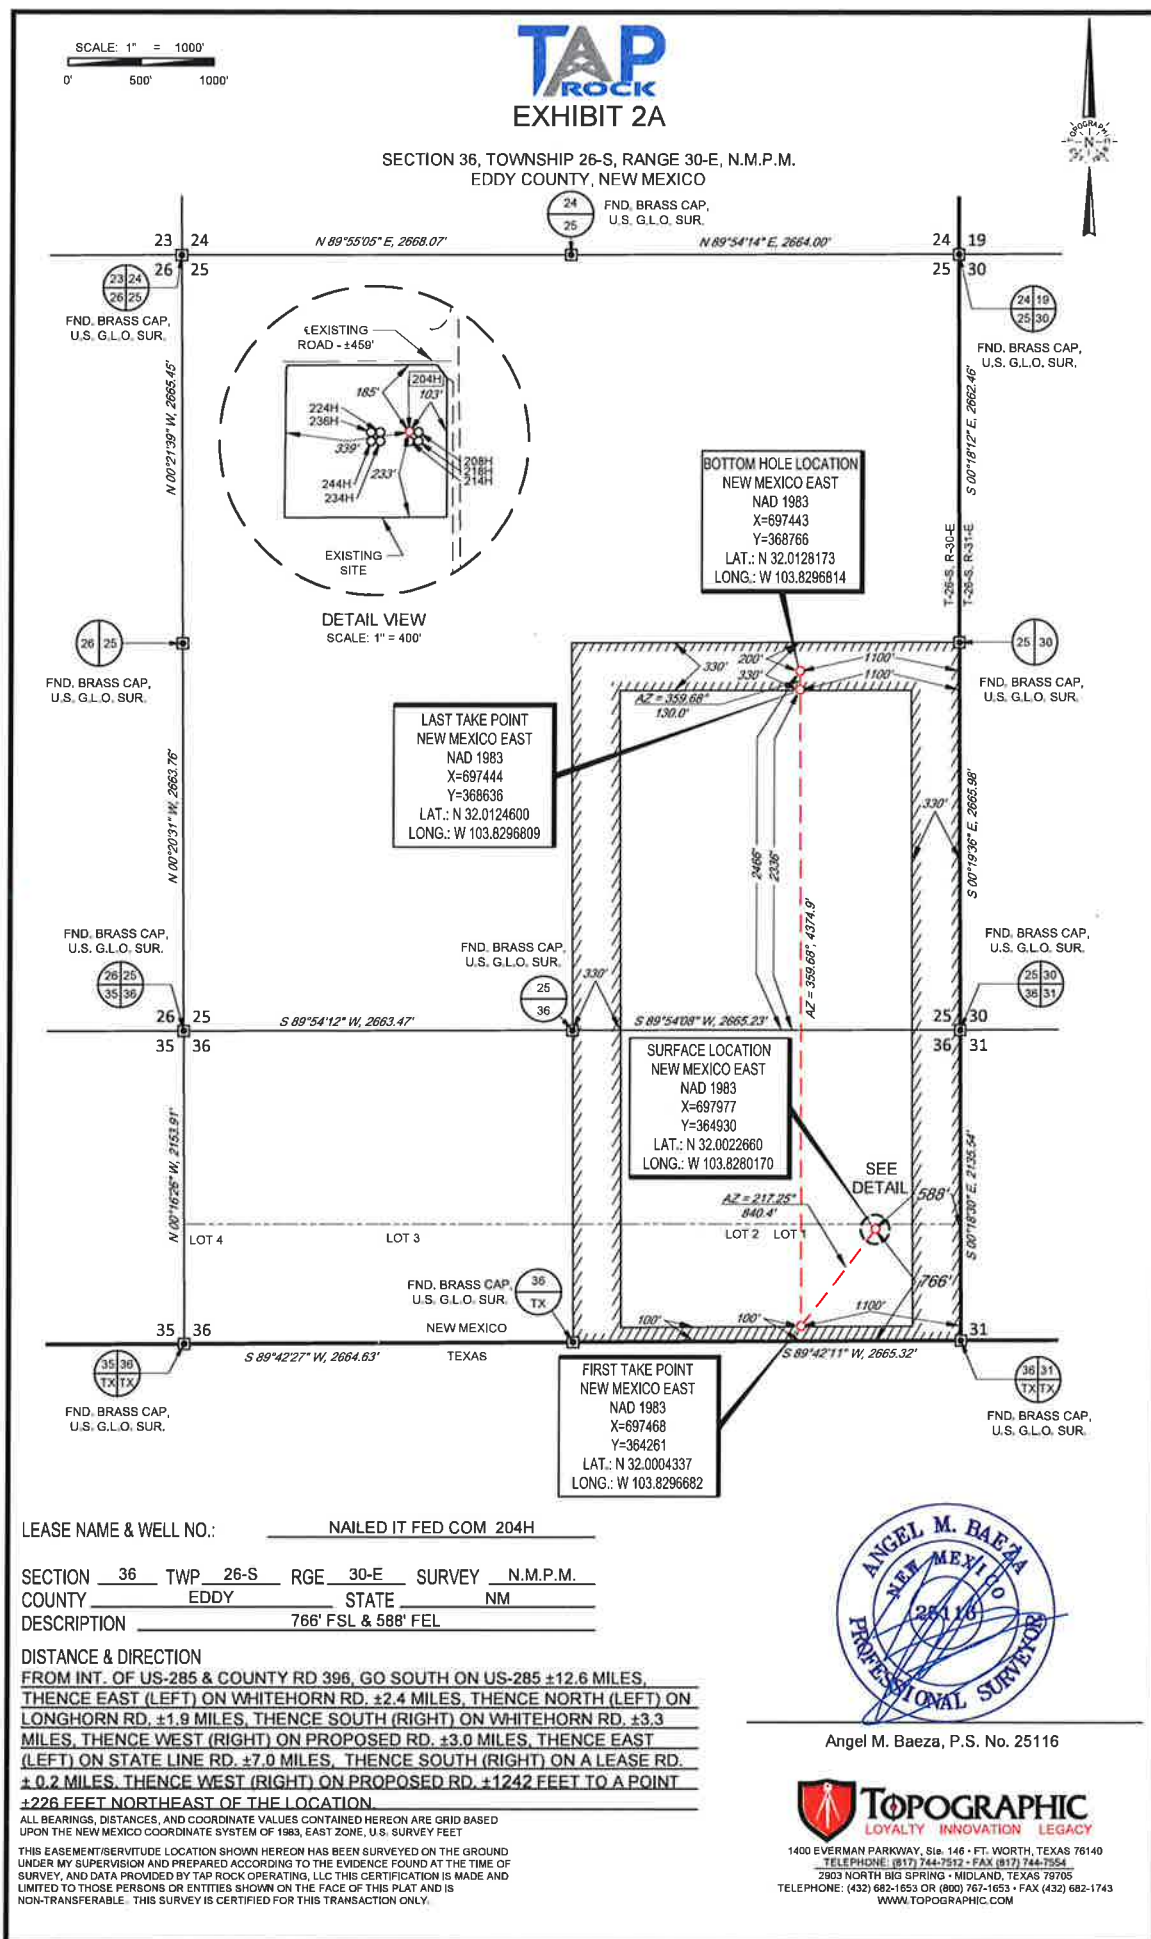 SCALE: 1" = 1000'
0' 500' 1000'
TAP
ROCK
EXHIBIT 2A
TOPOGRAPHIC
N
SECTION 36, TOWNSHIP 26-S, RANGE 30-E, N.M.P.M.
EDDY COUNTY, NEW MEXICO
24
25
FND. BRASS CAP,
U.S. G.L.O. SUR.
23 24
26 25
N 89°55'05" E, 2668.07'
N 89°54'14" E, 2664.00'
24 19
25 30
23 24
26 25
FND. BRASS CAP,
U.S. G.L.O. SUR.
24 19
25 30
FND. BRASS CAP,
U.S. G.L.O. SUR.
N 00°21'39" W, 2665.45'
S 00°18'12" E, 2662.46'
EXISTING
ROAD - ±459'
204H
185'
103'
224H
236H
339'
233'
208H
218H
214H
244H
234H
EXISTING
SITE
DETAIL VIEW
SCALE: 1" = 400'
BOTTOM HOLE LOCATION
NEW MEXICO EAST
NAD 1983
X=697443
Y=368766
LAT.: N 32.0128173
LONG.: W 103.8296814
T-26-S, R-30-E
T-26-S, R-31-E
26 25
FND. BRASS CAP,
U.S. G.L.O. SUR.
25 30
FND. BRASS CAP,
U.S. G.L.O. SUR.
330'
200'
1100'
330'
1100'
AZ = 359.68°
130.0'
LAST TAKE POINT
NEW MEXICO EAST
NAD 1983
X=697444
Y=368636
LAT.: N 32.0124600
LONG.: W 103.8296809
N 00°20'31" W, 2663.76'
2466'
2336'
AZ = 359.68°, 4374.9'
330'
S 00°19'36" E, 2665.98'
FND. BRASS CAP,
U.S. G.L.O. SUR.
26 25
35 36
FND. BRASS CAP,
U.S. G.L.O. SUR.
25
36
330'
FND. BRASS CAP,
U.S. G.L.O. SUR.
25 30
36 31
26 25
35 36
S 89°54'12" W, 2663.47'
S 89°54'08" W, 2665.23'
25 30
36 31
SURFACE LOCATION
NEW MEXICO EAST
NAD 1983
X=697977
Y=364930
LAT.: N 32.0022660
LONG.: W 103.8280170
N 00°16'26" W, 2153.91'
S 00°18'30" E, 2135.54'
SEE
DETAIL
588'
AZ = 217.25°
840.4'
LOT 4
LOT 3
LOT 2 LOT 1
766'
FND. BRASS CAP,
U.S. G.L.O. SUR.
36
TX
100'
100'
1100'
35 36
NEW MEXICO
31
S 89°42'27" W, 2664.63'
TEXAS
S 89°42'11" W, 2665.32'
35 36
TX TX
FND. BRASS CAP,
U.S. G.L.O. SUR.
FIRST TAKE POINT
NEW MEXICO EAST
NAD 1983
X=697468
Y=364261
LAT.: N 32.0004337
LONG.: W 103.8296682
36 31
TX TX
FND. BRASS CAP,
U.S. G.L.O. SUR.
LEASE NAME & WELL NO.: NAILED IT FED COM 204H
SECTION 36 TWP 26-S RGE 30-E SURVEY N.M.P.M.
COUNTY EDDY STATE NM
DESCRIPTION 766' FSL & 588' FEL
DISTANCE & DIRECTION
FROM INT. OF US-285 & COUNTY RD 396, GO SOUTH ON US-285 ±12.6 MILES,
THENCE EAST (LEFT) ON WHITEHORN RD. ±2.4 MILES, THENCE NORTH (LEFT) ON
LONGHORN RD. ±1.9 MILES, THENCE SOUTH (RIGHT) ON WHITEHORN RD. ±3.3
MILES, THENCE WEST (RIGHT) ON PROPOSED RD. ±3.0 MILES, THENCE EAST
(LEFT) ON STATE LINE RD. ±7.0 MILES, THENCE SOUTH (RIGHT) ON A LEASE RD.
± 0.2 MILES, THENCE WEST (RIGHT) ON PROPOSED RD. ±1242 FEET TO A POINT
±226 FEET NORTHEAST OF THE LOCATION.
ALL BEARINGS, DISTANCES, AND COORDINATE VALUES CONTAINED HEREON ARE GRID BASED
UPON THE NEW MEXICO COORDINATE SYSTEM OF 1983, EAST ZONE, U.S. SURVEY FEET
THIS EASEMENT/SERVITUDE LOCATION SHOWN HEREON HAS BEEN SURVEYED ON THE GROUND
UNDER MY SUPERVISION AND PREPARED ACCORDING TO THE EVIDENCE FOUND AT THE TIME OF
SURVEY, AND DATA PROVIDED BY TAP ROCK OPERATING, LLC THIS CERTIFICATION IS MADE AND
LIMITED TO THOSE PERSONS OR ENTITIES SHOWN ON THE FACE OF THIS PLAT AND IS
NON-TRANSFERABLE. THIS SURVEY IS CERTIFIED FOR THIS TRANSACTION ONLY.
ANGEL M. BAEZA
NEW MEXICO
25116
PROFESSIONAL SURVEYOR
Angel M. Baeza, P.S. No. 25116
TOPOGRAPHIC
LOYALTY INNOVATION LEGACY
1400 EVERMAN PARKWAY, Ste. 146 • FT. WORTH, TEXAS 76140
TELEPHONE: (817) 744-7512 • FAX (817) 744-7554
2903 NORTH BIG SPRING • MIDLAND, TEXAS 79705
TELEPHONE: (432) 682-1653 OR (800) 767-1653 • FAX (432) 682-1743
WWW.TOPOGRAPHIC.COM